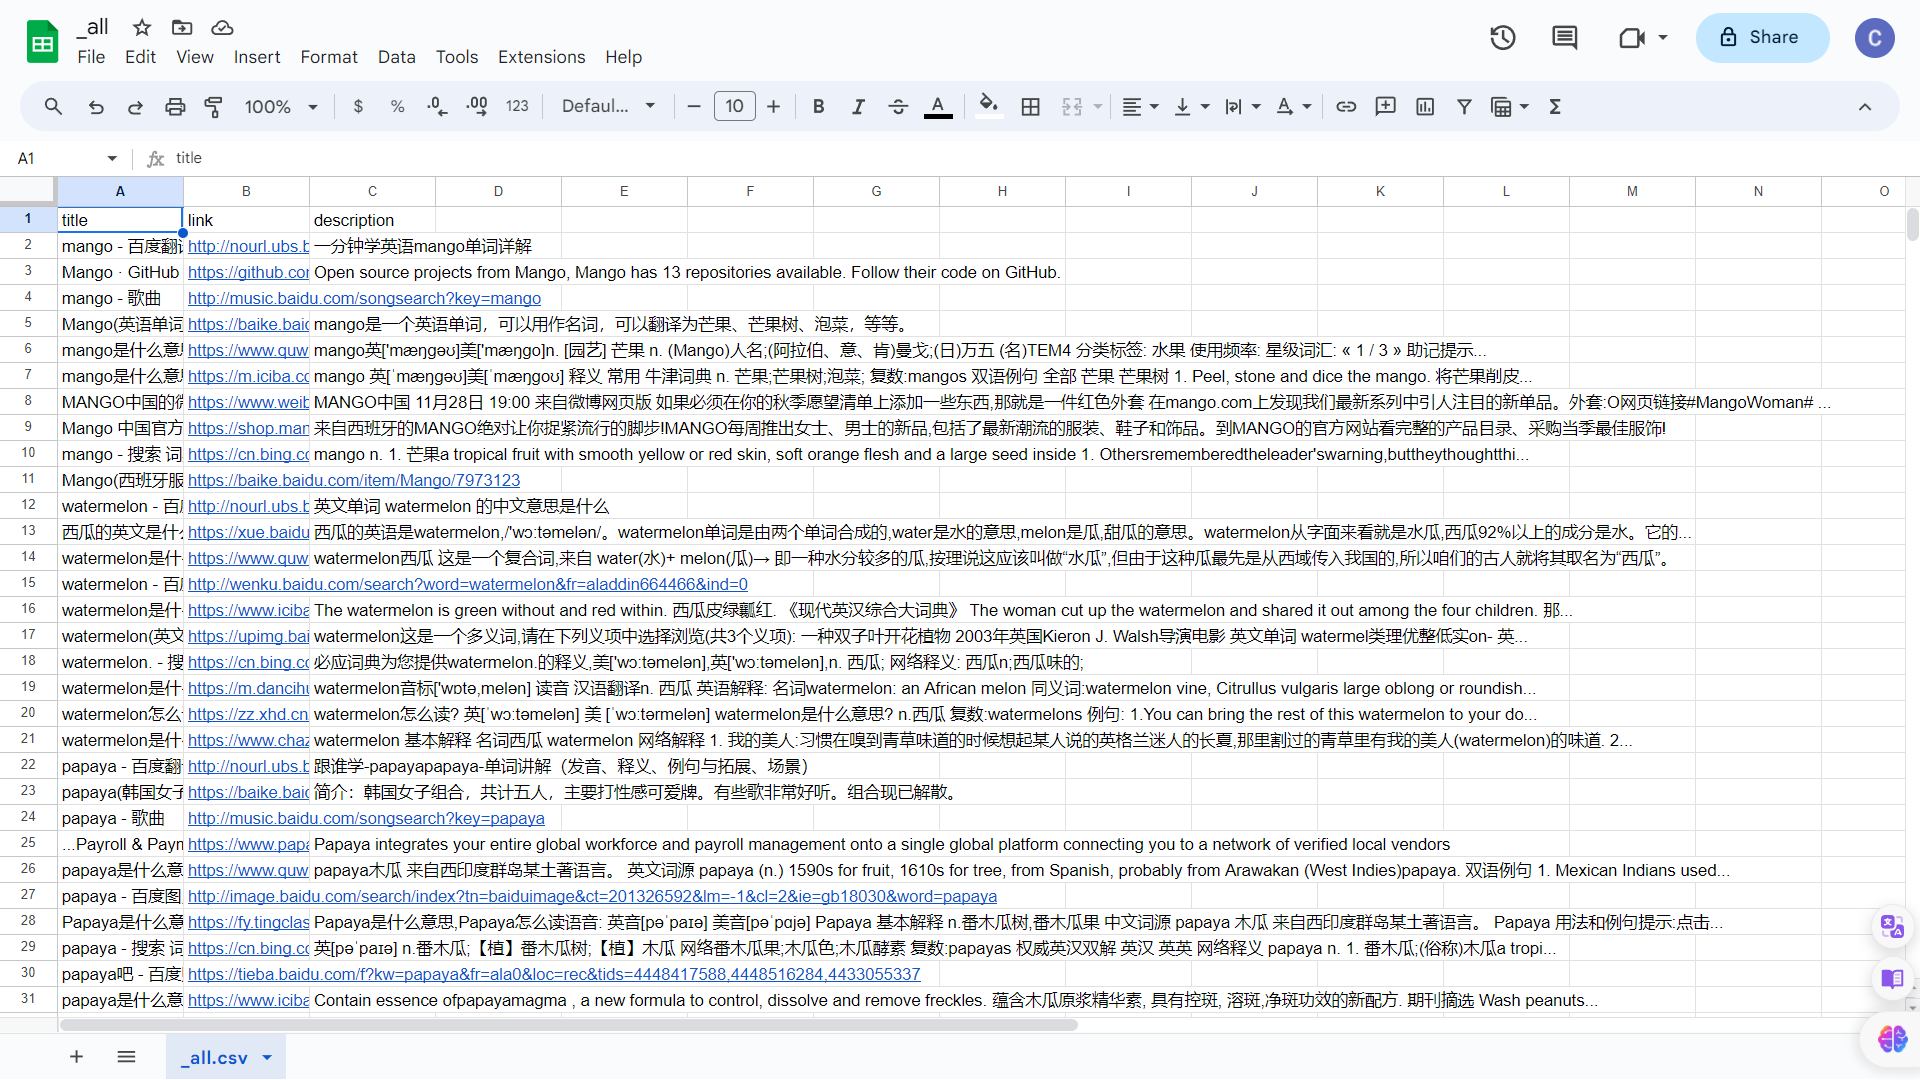 _all
File Edit View Insert Format Data Tools Extensions Help
Share
C
100% $ % .0 .00 123 Defaul... 10 B I A
A1 title
A B C D E F G H I J K L M N O
1 title link description
2 mango - 百度翻 http://nourl.ubs.b 一分钟学英语mango单词详解
3 Mango · GitHub https://github.cor Open source projects from Mango, Mango has 13 repositories available. Follow their code on GitHub.
4 mango - 歌曲 http://music.baidu.com/songsearch?key=mango
5 Mango(英语单词 https://baike.baic mango是一个英语单词，可以用作名词，可以翻译为芒果、芒果树、泡菜，等等。
6 mango是什么意 https://www.quw mango英['mæŋgəʊ]美['mæŋgo]n. [园艺] 芒果 n. (Mango)人名;(阿拉伯、意、肯)曼戈;(日)万五 (名)TEM4 分类标签: 水果 使用频率: 星级词汇: « 1 / 3 » 助记提示...
7 mango是什么意 https://m.iciba.cc mango 英[ˈmæŋgəʊ]美[ˈmæŋgoʊ] 释义 常用 牛津词典 n. 芒果;芒果树;泡菜; 复数:mangos 双语例句 全部 芒果 芒果树 1. Peel, stone and dice the mango. 将芒果削皮...
8 MANGO中国的微 https://www.weib MANGO中国 11月28日 19:00 来自微博网页版 如果必须在你的秋季愿望清单上添加一些东西,那就是一件红色外套 在mango.com上发现我们最新系列中引人注目的新单品。外套:O网页链接#MangoWoman# ...
9 Mango 中国官方 https://shop.man 来自西班牙的MANGO绝对让你捉紧流行的脚步!MANGO每周推出女士、男士的新品,包括了最新潮流的服装、鞋子和饰品。到MANGO的官方网站看完整的产品目录、采购当季最佳服饰!
10 mango - 搜索 词 https://cn.bing.cc mango n. 1. 芒果a tropical fruit with smooth yellow or red skin, soft orange flesh and a large seed inside 1. Othersrememberedtheleader'swarning,buttheythoughtthi...
11 Mango(西班牙服 https://baike.baidu.com/item/Mango/7973123
12 watermelon - 百 http://nourl.ubs.b 英文单词 watermelon 的中文意思是什么
13 西瓜的英文是什么 https://xue.baidu 西瓜的英语是watermelon,/'wɔːtəmelən/。watermelon单词是由两个单词合成的,water是水的意思,melon是瓜,甜瓜的意思。watermelon从字面来看就是水瓜,西瓜92%以上的成分是水。它的...
14 watermelon是什 https://www.quw watermelon西瓜 这是一个复合词,来自 water(水)+ melon(瓜)→ 即一种水分较多的瓜,按理说这应该叫做“水瓜”,但由于这种瓜最先是从西域传入我国的,所以咱们的古人就将其取名为“西瓜”。
15 watermelon - 百 http://wenku.baidu.com/search?word=watermelon&fr=aladdin664466&ind=0
16 watermelon是什 https://www.iciba The watermelon is green without and red within. 西瓜皮绿瓤红. 《现代英汉综合大词典》 The woman cut up the watermelon and shared it out among the four children. 那...
17 watermelon(英文 https://upimg.bai watermelon这是一个多义词,请在下列义项中选择浏览(共3个义项): 一种双子叶开花植物 2003年英国Kieron J. Walsh导演电影 英文单词 watermel类理优整低实on- 英...
18 watermelon. - 搜 https://cn.bing.cc 必应词典为您提供watermelon.的释义,美['wɔːtəmelən],英['wɔːtəmelən],n. 西瓜; 网络释义: 西瓜n;西瓜味的;
19 watermelon是什 https://m.dancihu watermelon音标['wɒtə,melən] 读音 汉语翻译n. 西瓜 英语解释: 名词watermelon: an African melon 同义词:watermelon vine, Citrullus vulgaris large oblong or roundish...
20 watermelon怎么 https://zz.xhd.cn watermelon怎么读? 英[ˈwɔːtəmelən] 美 [ˈwɔːtərmelən] watermelon是什么意思? n.西瓜 复数:watermelons 例句: 1.You can bring the rest of this watermelon to your do...
21 watermelon是什 https://www.chaz watermelon 基本解释 名词西瓜 watermelon 网络解释 1. 我的美人:习惯在嗅到青草味道的时候想起某人说的英格兰迷人的长夏,那里割过的青草里有我的美人(watermelon)的味道. 2...
22 papaya - 百度翻 http://nourl.ubs.b 跟谁学-papayapapaya-单词讲解（发音、释义、例句与拓展、场景）
23 papaya(韩国女子 https://baike.baic 简介：韩国女子组合，共计五人，主要打性感可爱牌。有些歌非常好听。组合现已解散。
24 papaya - 歌曲 http://music.baidu.com/songsearch?key=papaya
25 ...Payroll & Paym https://www.papa Papaya integrates your entire global workforce and payroll management onto a single global platform connecting you to a network of verified local vendors
26 papaya是什么意 https://www.quw papaya木瓜 来自西印度群岛某土著语言。 英文词源 papaya (n.) 1590s for fruit, 1610s for tree, from Spanish, probably from Arawakan (West Indies)papaya. 双语例句 1. Mexican Indians used...
27 papaya - 百度图 http://image.baidu.com/search/index?tn=baiduimage&ct=201326592&lm=-1&cl=2&ie=gb18030&word=papaya
28 Papaya是什么意 https://fy.tingclas Papaya是什么意思,Papaya怎么读语音: 英音[pəˈpaɪə] 美音[pəˈpɑjə] Papaya 基本解释 n.番木瓜树,番木瓜果 中文词源 papaya 木瓜 来自西印度群岛某土著语言。 Papaya 用法和例句提示:点击...
29 papaya - 搜索 词 https://cn.bing.cc 英[pəˈpaɪə] n.番木瓜;【植】番木瓜树;【植】木瓜 网络番木瓜果;木瓜色;木瓜酵素 复数:papayas 权威英汉双解 英汉 英英 网络释义 papaya n. 1. 番木瓜;(俗称)木瓜a tropi...
30 papaya吧 - 百度 https://tieba.baidu.com/f?kw=papaya&fr=ala0&loc=rec&tids=4448417588,4448516284,4433055337
31 papaya是什么意 https://www.iciba Contain essence ofpapayamagma , a new formula to control, dissolve and remove freckles. 蕴含木瓜原浆精华素, 具有控斑, 溶斑,净斑功效的新配方. 期刊摘选 Wash peanuts...
_all.csv